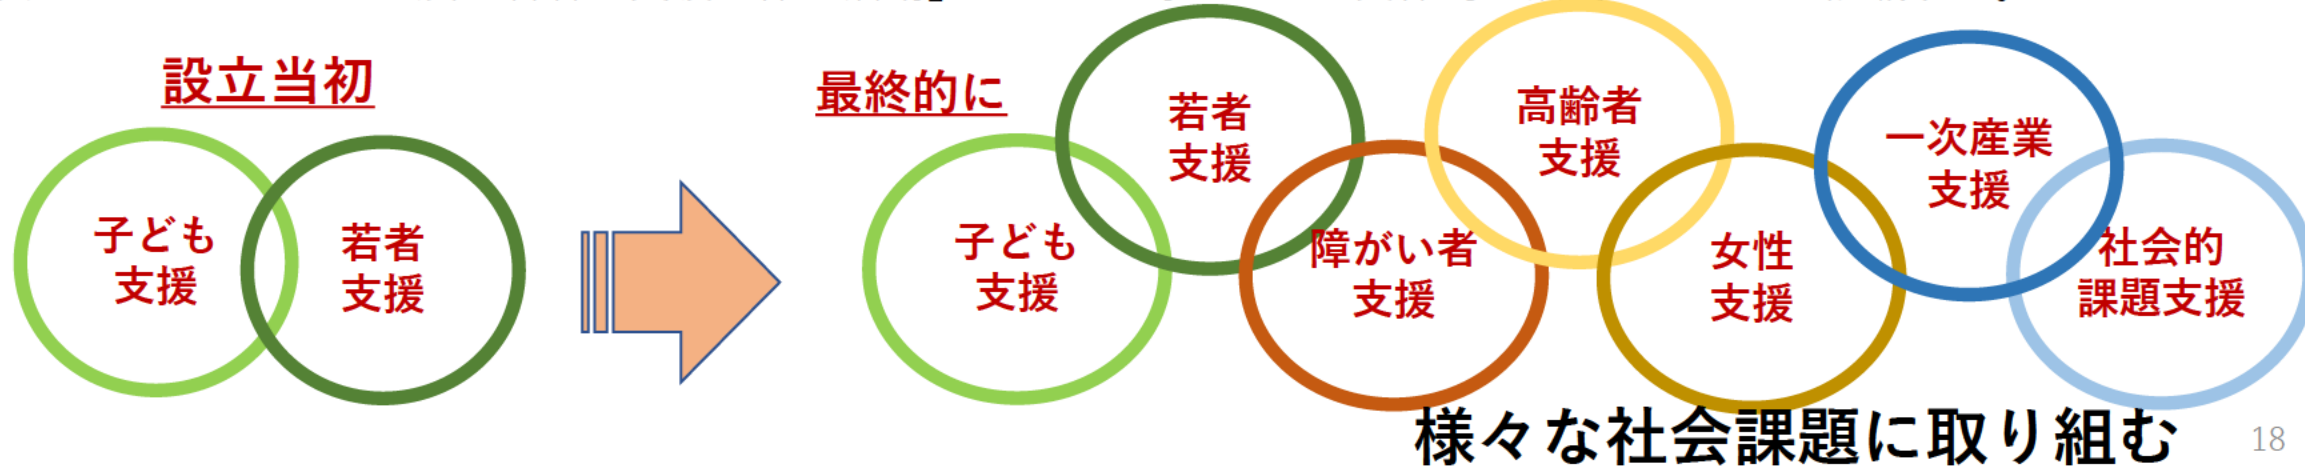 設立当初
子ども
支援
若者
支援
最終的に
子ども
支援
若者
支援
障がい者
支援
高齢者
支援
女性
支援
一次産業
支援
社会的
課題支援
様々な社会課題に取り組む
18